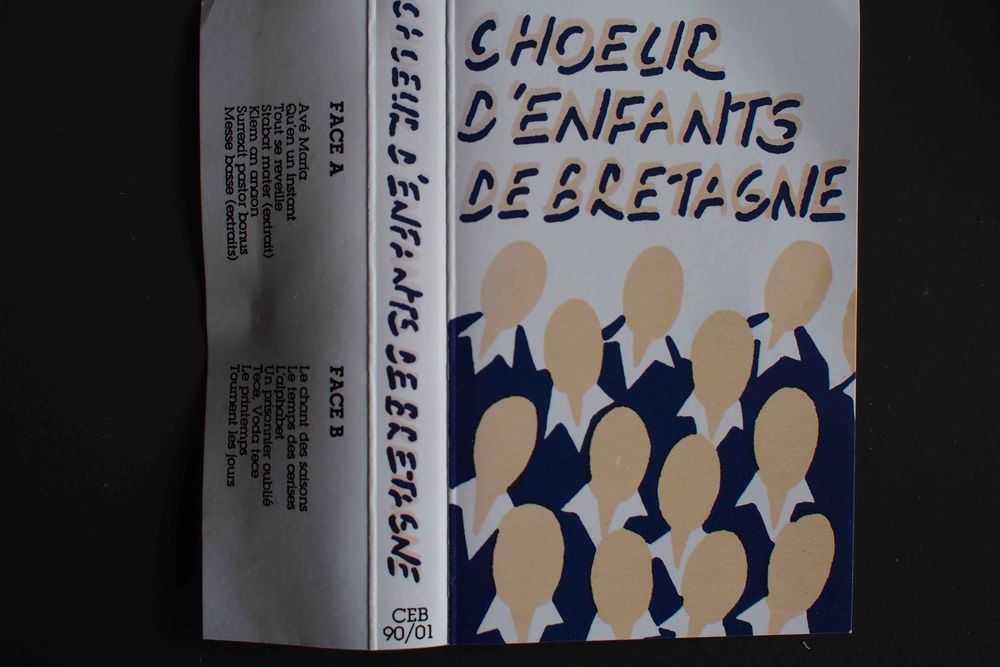 CHOEUR
D'ENFANTS
DE BRETAGNE
CHOEUR D'ENFANTS DE BRETAGNE
CEB
90/01
FACE A
Avé Maria
Qu'en un instant
Tout se reveille
Stabat mater (extrait)
Klem an anaon
Surrexit pastor bonus
Messe basse (extraits)
FACE B
Le chant des saisons
Le temps des cerises
L'alphabet
Un prisonnier oublié
Tece, Voda tece
Le printemps
Tournent les jours